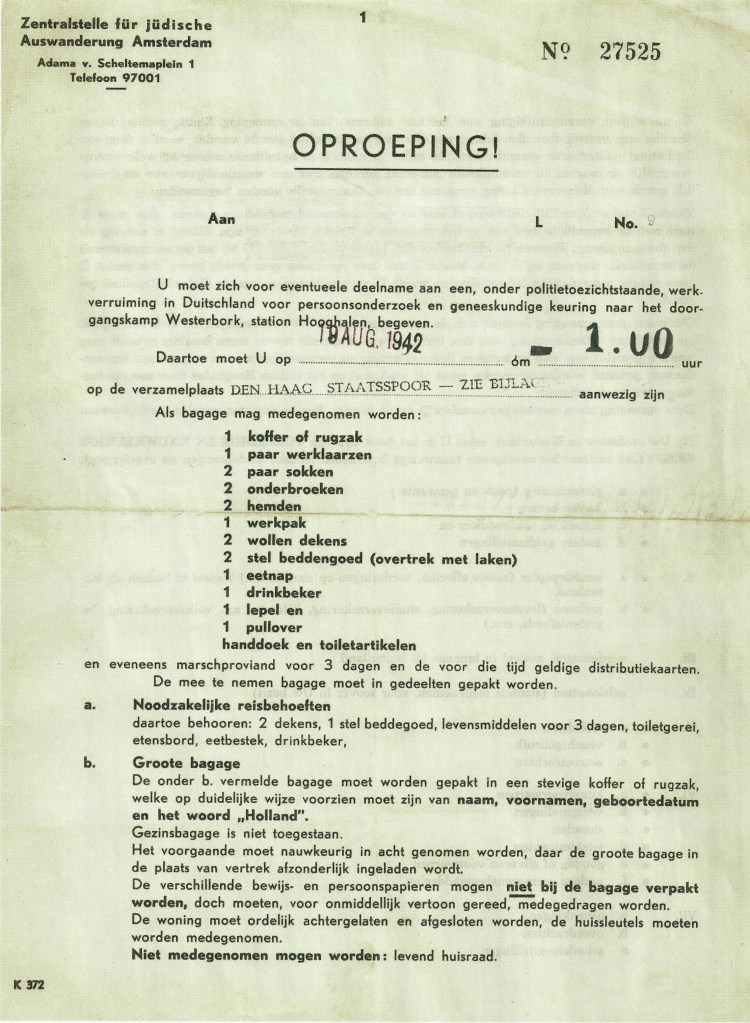 1
Zentralstelle für jüdische
Auswanderung Amsterdam
Adama v. Scheltemaplein 1
Telefoon 97001
Nº 27525
OPROEPING!
Aan L No. 9
U moet zich voor eventueele deelname aan een, onder politietoezichtstaande, werk-
verruiming in Duitschland voor persoonsonderzoek en geneeskundige keuring naar het door-
gangskamp Westerbork, station Hooghalen, begeven.
Daartoe moet U op 19 AUG. 1942 óm - 1.00 uur
op de verzamelplaats DEN HAAG STAATSSPOOR — ZIE BIJLAG aanwezig zijn
Als bagage mag medegenomen worden:
1 koffer of rugzak
1 paar werklaarzen
2 paar sokken
2 onderbroeken
2 hemden
1 werkpak
2 wollen dekens
2 stel beddengoed (overtrek met laken)
1 eetnap
1 drinkbeker
1 lepel en
1 pullover
handdoek en toiletartikelen
en eveneens marschproviand voor 3 dagen en de voor die tijd geldige distributiekaarten.
De mee te nemen bagage moet in gedeelten gepakt worden.
a. Noodzakelijke reisbehoeften
daartoe behooren: 2 dekens, 1 stel beddegoed, levensmiddelen voor 3 dagen, toiletgerei,
etensbord, eetbestek, drinkbeker,
b. Groote bagage
De onder b. vermelde bagage moet worden gepakt in een stevige koffer of rugzak,
welke op duidelijke wijze voorzien moet zijn van naam, voornamen, geboortedatum
en het woord „Holland".
Gezinsbagage is niet toegestaan.
Het voorgaande moet nauwkeurig in acht genomen worden, daar de groote bagage in
de plaats van vertrek afzonderlijk ingeladen wordt.
De verschillende bewijs- en persoonspapieren mogen niet bij de bagage verpakt
worden, doch moeten, voor onmiddellijk vertoon gereed, medegedragen worden.
De woning moet ordelijk achtergelaten en afgesloten worden, de huissleutels moeten
worden medegenomen.
Niet medegenomen mogen worden: levend huisraad.
K 372